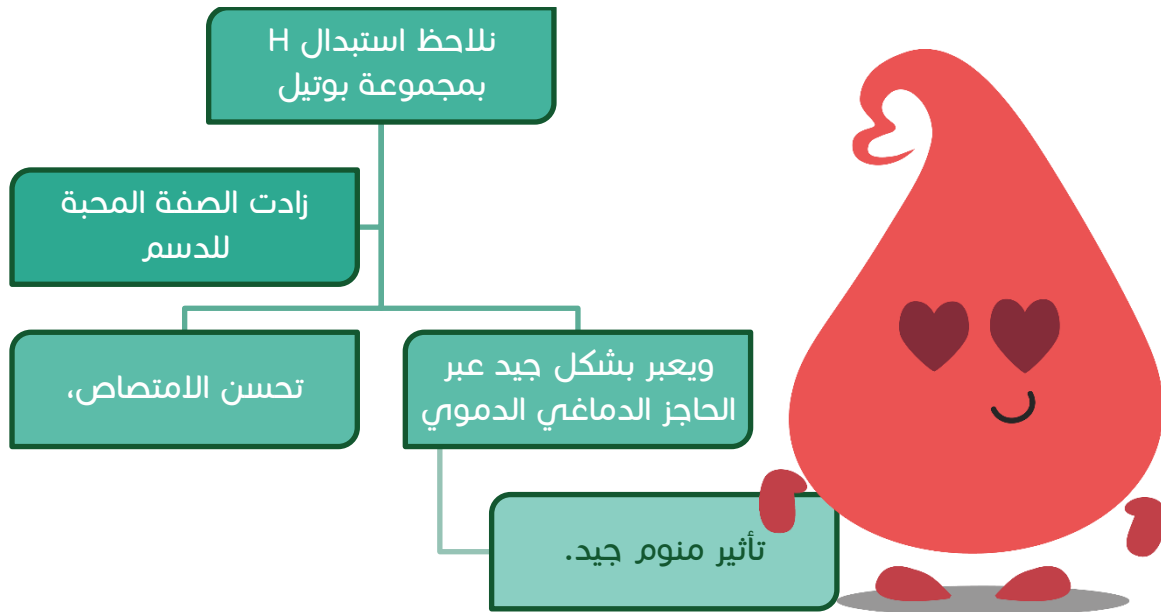 نلاحظ استبدال H
بمجموعة بوتيل
زادت الصفة المحبة
للدسم
ويعبر بشكل جيد عبر
الحاجز الدماغي الدموي
تحسن الامتصاص،
تأثير منوم جيد.